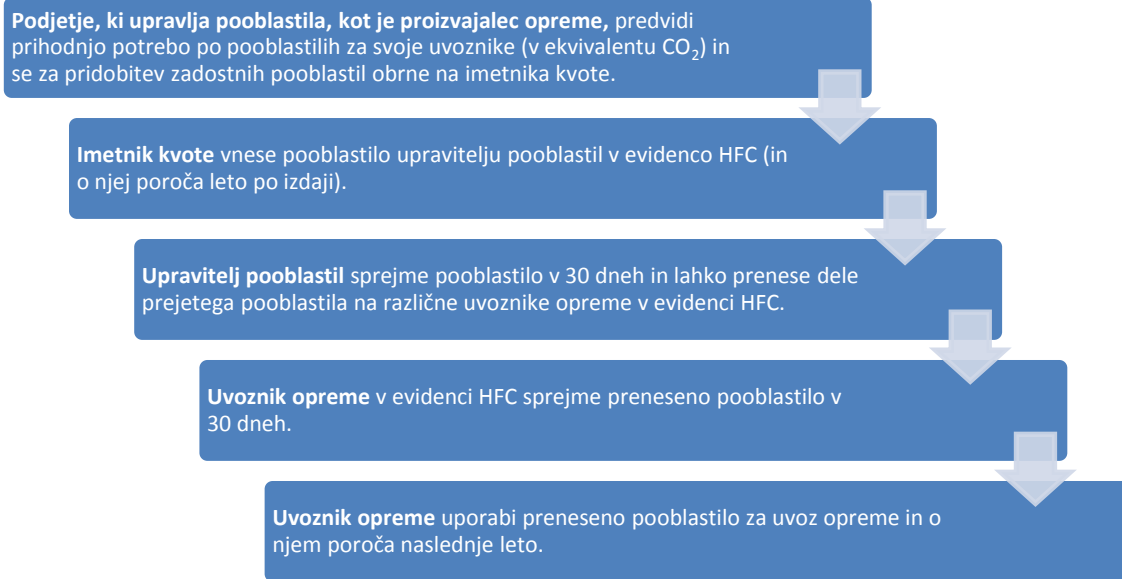 Podjetje, ki upravlja pooblastila, kot je proizvajalec opreme, predvidi
prihodnjo potrebo po pooblastilih za svoje uvoznike (v ekvivalentu CO₂) in
se za pridobitev zadostnih pooblastil obrne na imetnika kvote.
Imetnik kvote vnese pooblastilo upravitelju pooblastil v evidenco HFC (in
o njej poroča leto po izdaji).
Upravitelj pooblastil sprejme pooblastilo v 30 dneh in lahko prenese dele
prejetega pooblastila na različne uvoznike opreme v evidenci HFC.
Uvoznik opreme v evidenci HFC sprejme preneseno pooblastilo v
30 dneh.
Uvoznik opreme uporabi preneseno pooblastilo za uvoz opreme in o
njem poroča naslednje leto.